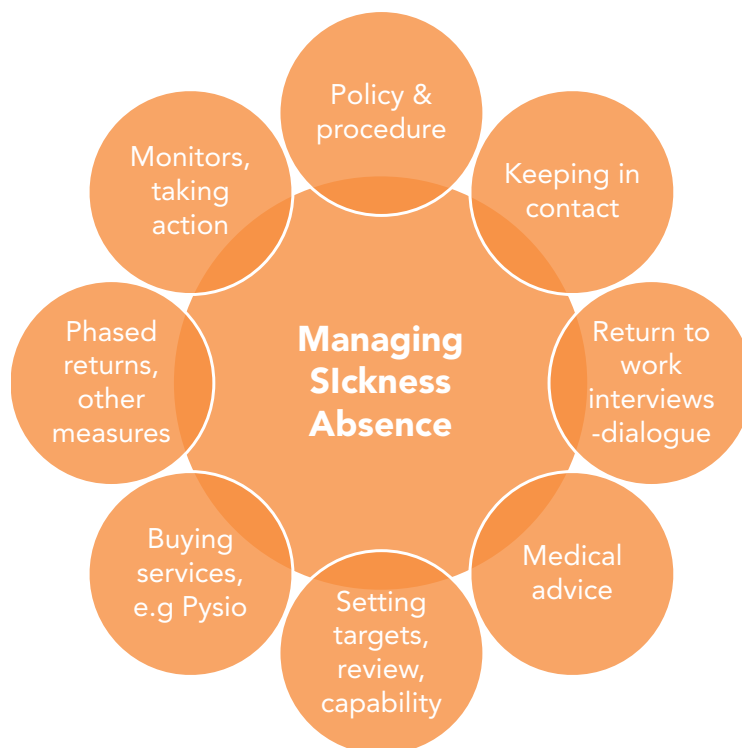 Policy &
procedure
Keeping in
contact
Return to
work
interviews
-dialogue
Medical
advice
Setting
targets,
review,
capability
Buying
services,
e.g Pysio
Phased
returns,
other
measures
Monitors,
taking
action
Managing
SIckness
Absence